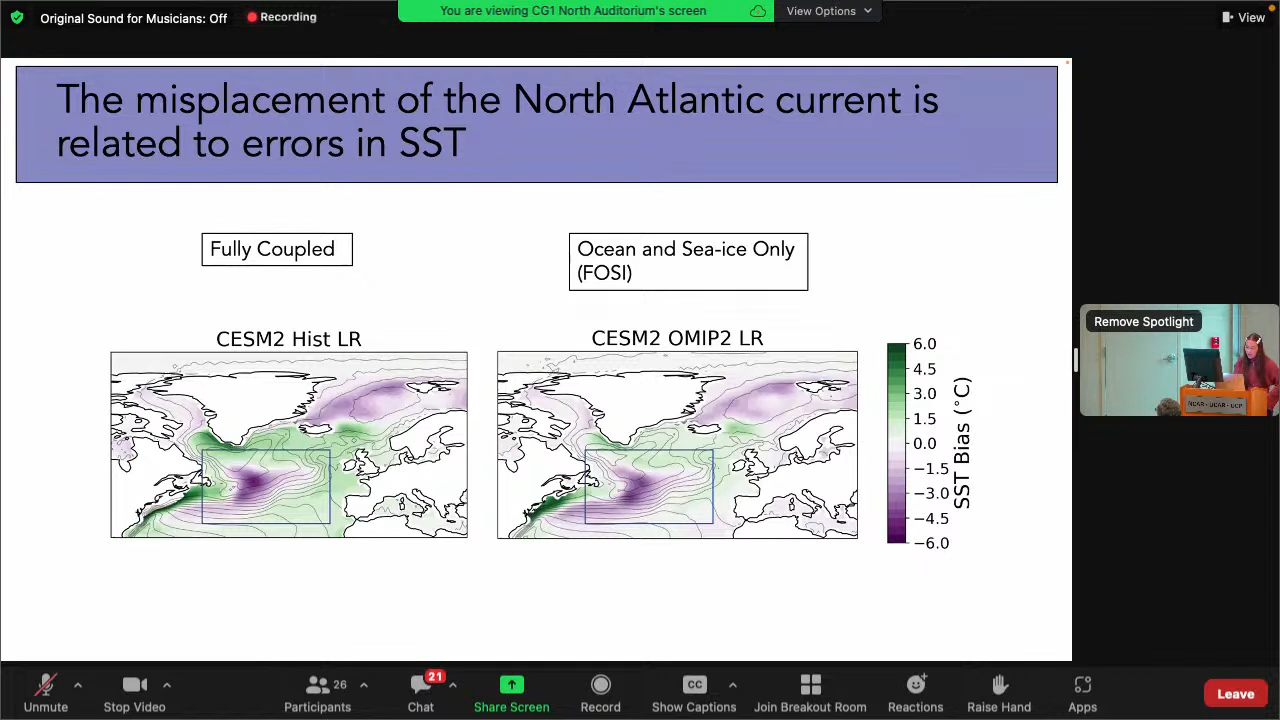 Original Sound for Musicians: Off
Recording
You are viewing CG1 North Auditorium's screen
View Options
View
The misplacement of the North Atlantic current is
related to errors in SST
Fully Coupled
Ocean and Sea-ice Only
(FOSI)
CESM2 Hist LR
CESM2 OMIP2 LR
6.0
4.5
3.0
1.5
0.0
−1.5
−3.0
−4.5
−6.0
SST Bias (°C)
Remove Spotlight
NCAR • UCAR • UCP
Unmute
Stop Video
26
Participants
21
Chat
Share Screen
Record
CC
Show Captions
Join Breakout Room
Reactions
Raise Hand
Apps
Leave